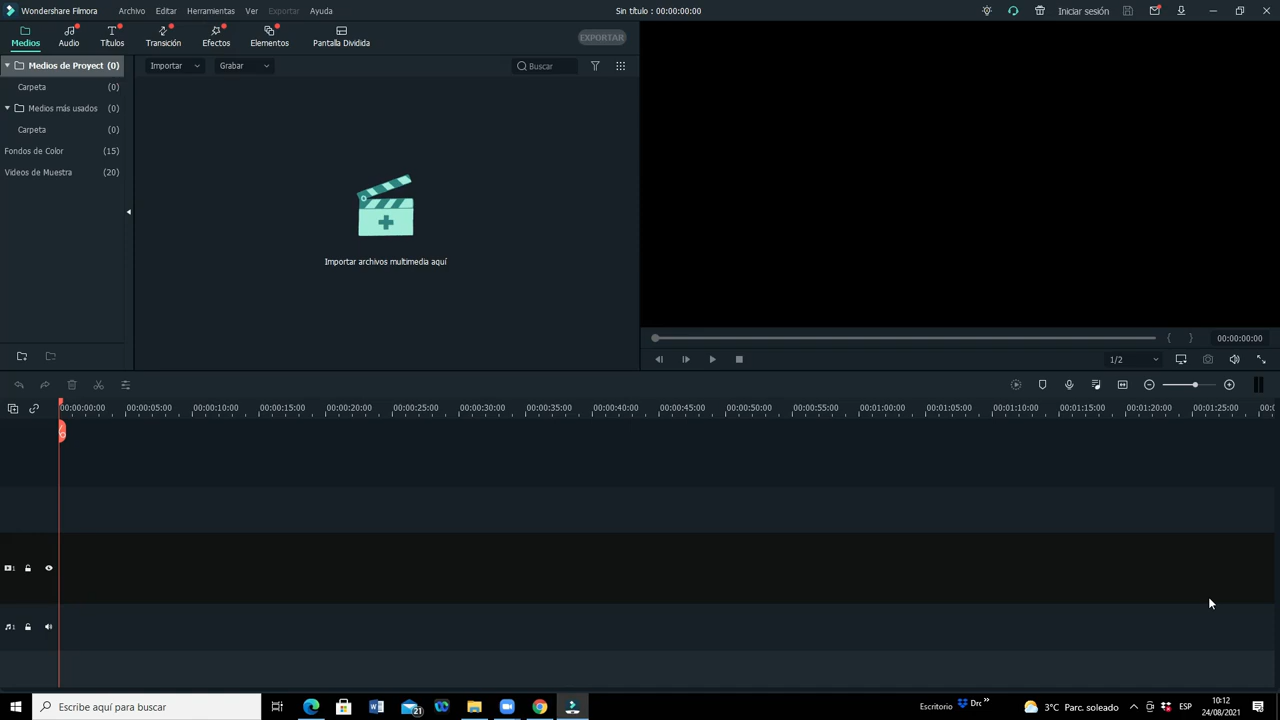 Wondershare Filmora Archivo Editar Herramientas Ver Exportar Ayuda Sin título : 00:00:00:00 Iniciar sesión
Medios Audio Títulos Transición Efectos Elementos Pantalla Dividida EXPORTAR
Medios de Proyect (0) Importar Grabar Buscar
Carpeta (0)
Medios más usados (0)
Carpeta (0)
Fondos de Color (15)
Videos de Muestra (20)
Importar archivos multimedia aquí
00:00:00:00
1/2
00:00:00:00 00:00:05:00 00:00:10:00 00:00:15:00 00:00:20:00 00:00:25:00 00:00:30:00 00:00:35:00 00:00:40:00 00:00:45:00 00:00:50:00 00:00:55:00 00:01:00:00 00:01:05:00 00:01:10:00 00:01:15:00 00:01:20:00 00:01:25:00 00:0
1
1
Escribe aquí para buscar 21 Escritorio Drc » 3°C Parc. soleado ESP 10:12
24/08/2021